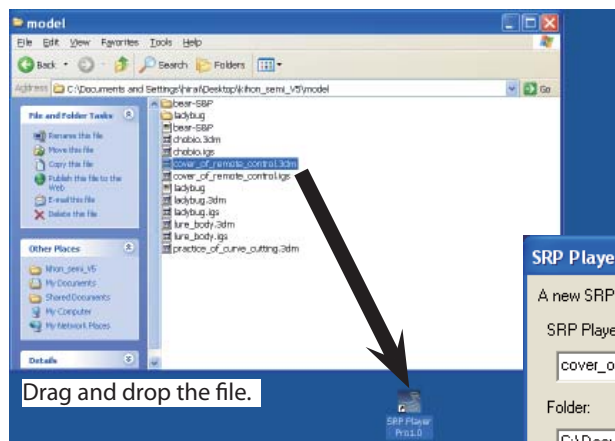 model
File Edit View Favorites Tools Help
Back Search Folders
Address C:\Documents and Settings\hirai\Desktop\kihon_semi_V5\model Go
File and Folder Tasks
Rename this file
Move this file
Copy this file
Publish this file to the Web
E-mail this file
Delete this file
Other Places
kihon_semi_V5
My Documents
Shared Documents
My Computer
My Network Places
Details
bear-S&P
ladybug
bear-S&P
chobio.3dm
chobio.igs
cover_of_remote_control.3dm
cover_of_remote_control.igs
ladybug
ladybug.3dm
ladybug.igs
lure_body.3dm
lure_body.igs
practice_of_curve_cutting.3dm
Drag and drop the file.
SRP Player Pro1.0
SRP Playe
A new SRP
SRP Playe
cover_o
Folder:
C:\Docu